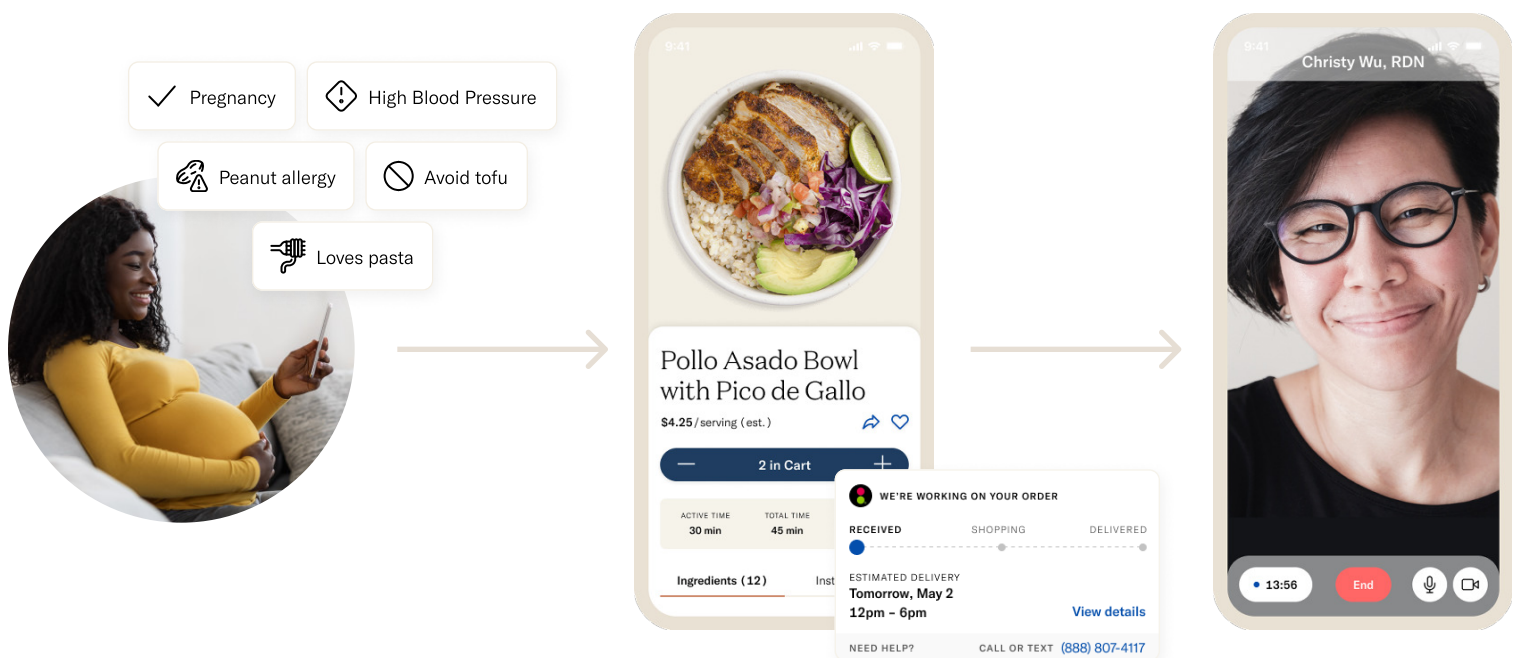 Pregnancy
High Blood Pressure
Peanut allergy
Avoid tofu
Loves pasta
9:41
Pollo Asado Bowl
with Pico de Gallo
$4.25/serving (est.)
2 in Cart
ACTIVE TIME
30 min
TOTAL TIME
45 min
Ingredients (12)
Inst
WE'RE WORKING ON YOUR ORDER
RECEIVED
SHOPPING
DELIVERED
ESTIMATED DELIVERY
Tomorrow, May 2
12pm – 6pm
View details
NEED HELP?
CALL OR TEXT (888) 807-4117
9:41
Christy Wu, RDN
13:56
End